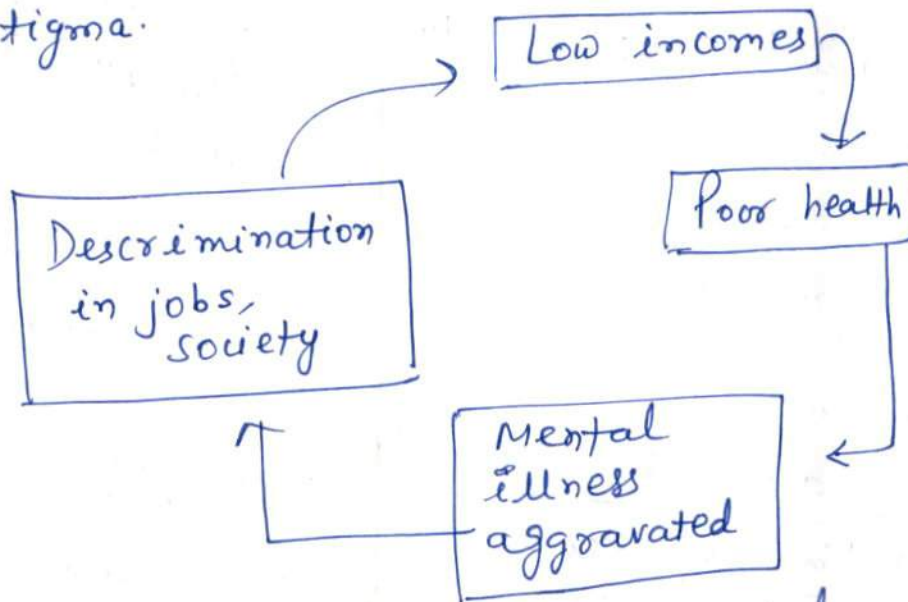 tigma.
Low incomes
Poor health
Descrimination
in jobs,
society
Mental
illness
aggravated